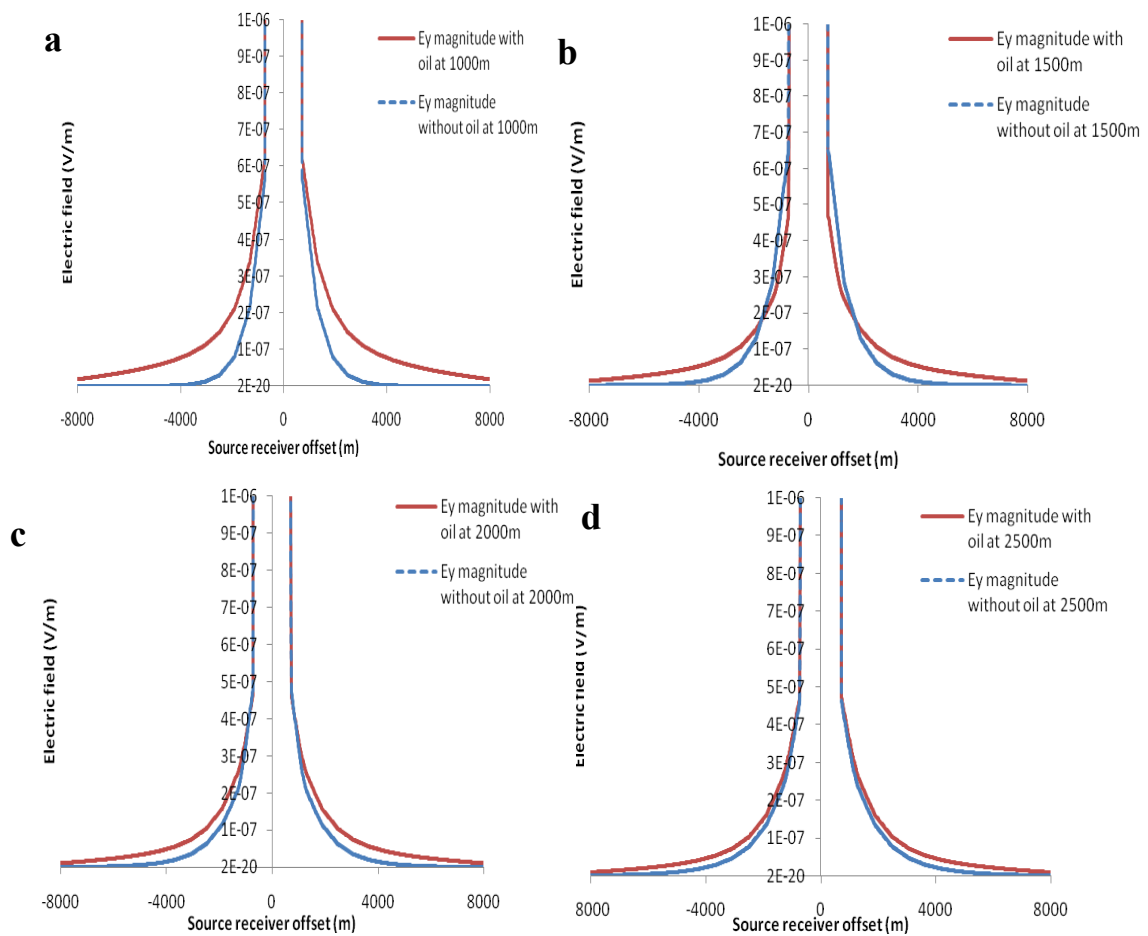 a
1E-06
9E-07
8E-07
7E-07
6E-07
5E-07
4E-07
3E-07
2E-07
1E-07
2E-20
-8000
-4000
0
4000
8000
Electric field (V/m)
Source receiver offset (m)
Ey magnitude with
oil at 1000m
Ey magnitude
without oil at 1000m
b
1E-06
9E-07
8E-07
7E-07
6E-07
5E-07
4E-07
3E-07
2E-07
1E-07
2E-20
-8000
-4000
0
4000
8000
Electric field (V/m)
Source receiver offset (m)
Ey magnitude with
oil at 1500m
Ey magnitude
without oil at 1500m
c
1E-06
9E-07
8E-07
7E-07
6E-07
5E-07
4E-07
3E-07
2E-07
1E-07
2E-20
-8000
-4000
0
4000
8000
Electric field (V/m)
Source receiver offset (m)
Ey magnitude with
oil at 2000m
Ey magnitude
without oil at 2000m
d
1E-06
9E-07
8E-07
7E-07
6E-07
5E-07
4E-07
3E-07
2E-07
1E-07
2E-20
-8000
-4000
0
4000
8000
Electric field (V/m)
Source receiver offset (m)
Ey magnitude with
oil at 2500m
Ey magnitude
without oil at 2500m